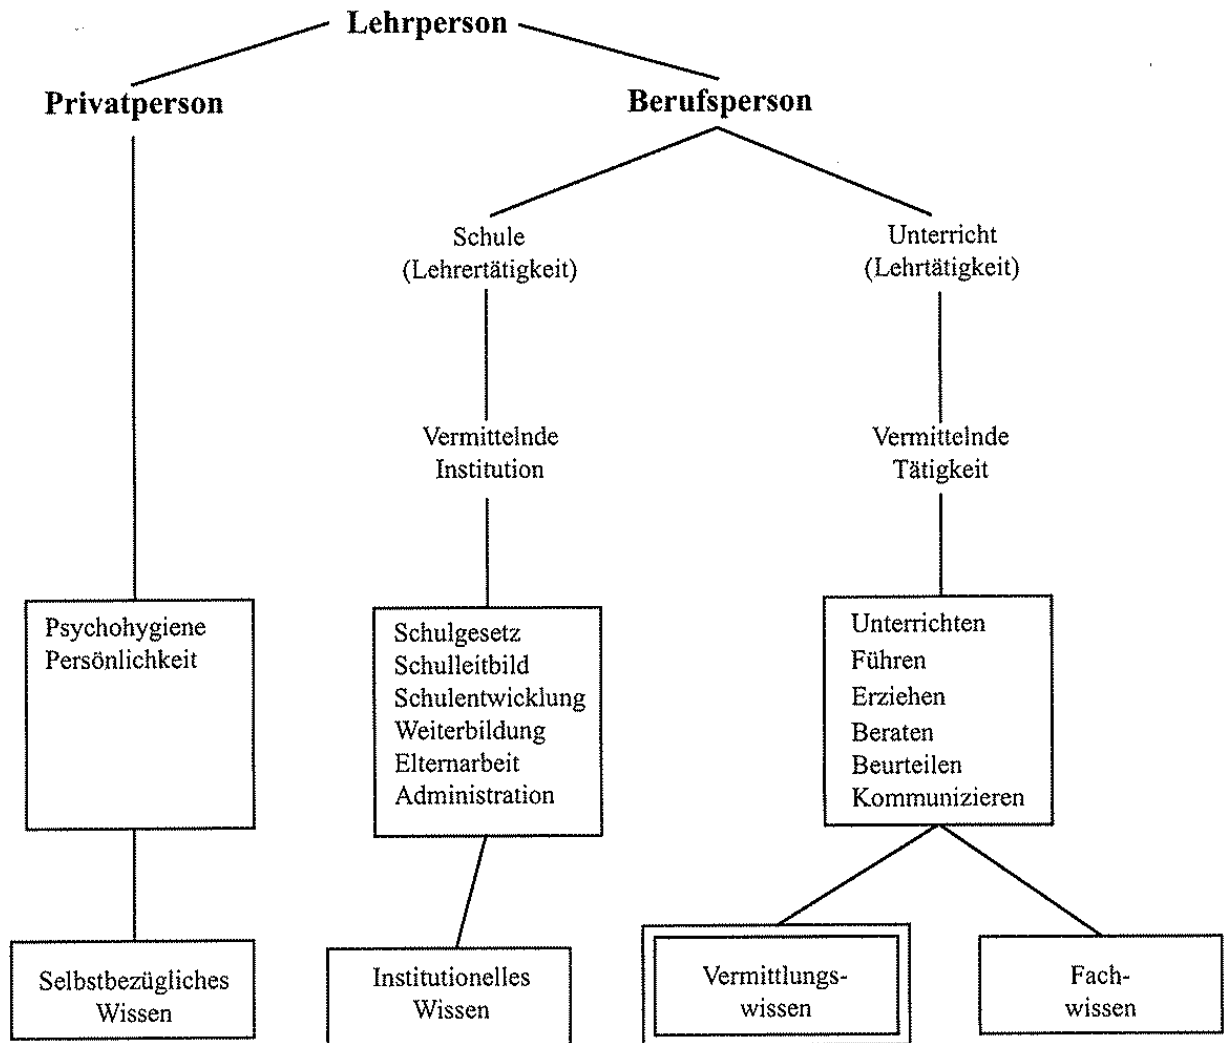 Lehrperson
Privatperson
Berufsperson
Schule
(Lehrertätigkeit)
Unterricht
(Lehrtätigkeit)
Vermittelnde
Institution
Vermittelnde
Tätigkeit
Psychohygiene
Persönlichkeit
Schulgesetz
Schulleitbild
Schulentwicklung
Weiterbildung
Elternarbeit
Administration
Unterrichten
Führen
Erziehen
Beraten
Beurteilen
Kommunizieren
Selbstbezügliches
Wissen
Institutionelles
Wissen
Vermittlungs-
wissen
Fach-
wissen